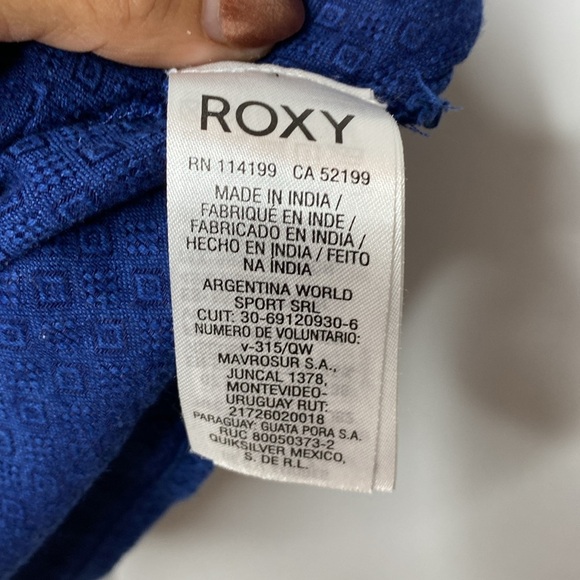 ROXY
RN 114199 CA 52199
MADE IN INDIA /
FABRIQUÉ EN INDE /
FABRICADO EN INDIA /
HECHO EN INDIA / FEITO
NA ÍNDIA
ARGENTINA WORLD
SPORT SRL
CUIT: 30-69120930-6
NUMERO DE VOLUNTARIO:
v-315/QW
MAVROSUR S.A.,
JUNCAL 1378,
MONTEVIDEO-
URUGUAY RUT:
21726020018
PARAGUAY: GUATA PORA S.A.
RUC 80050373-2
QUIKSILVER MEXICO,
S. DE R.L.